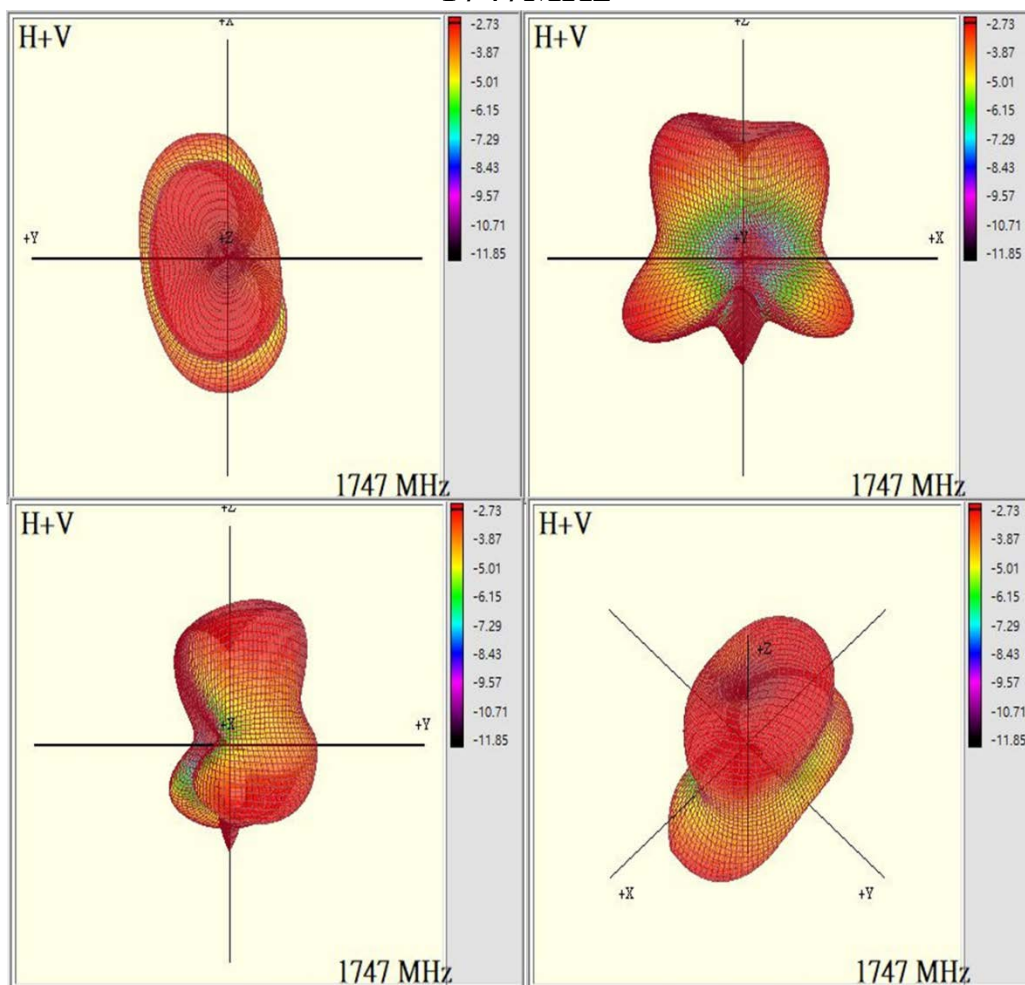 H+V
-2.73
-3.87
-5.01
-6.15
-7.29
-8.43
-9.57
-10.71
-11.85
+Y
+Z
1747 MHz
H+V
-2.73
-3.87
-5.01
-6.15
-7.29
-8.43
-9.57
-10.71
-11.85
+Y
+X
1747 MHz
H+V
-2.73
-3.87
-5.01
-6.15
-7.29
-8.43
-9.57
-10.71
-11.85
+X
+Y
1747 MHz
H+V
-2.73
-3.87
-5.01
-6.15
-7.29
-8.43
-9.57
-10.71
-11.85
+Z
+X
+Y
1747 MHz